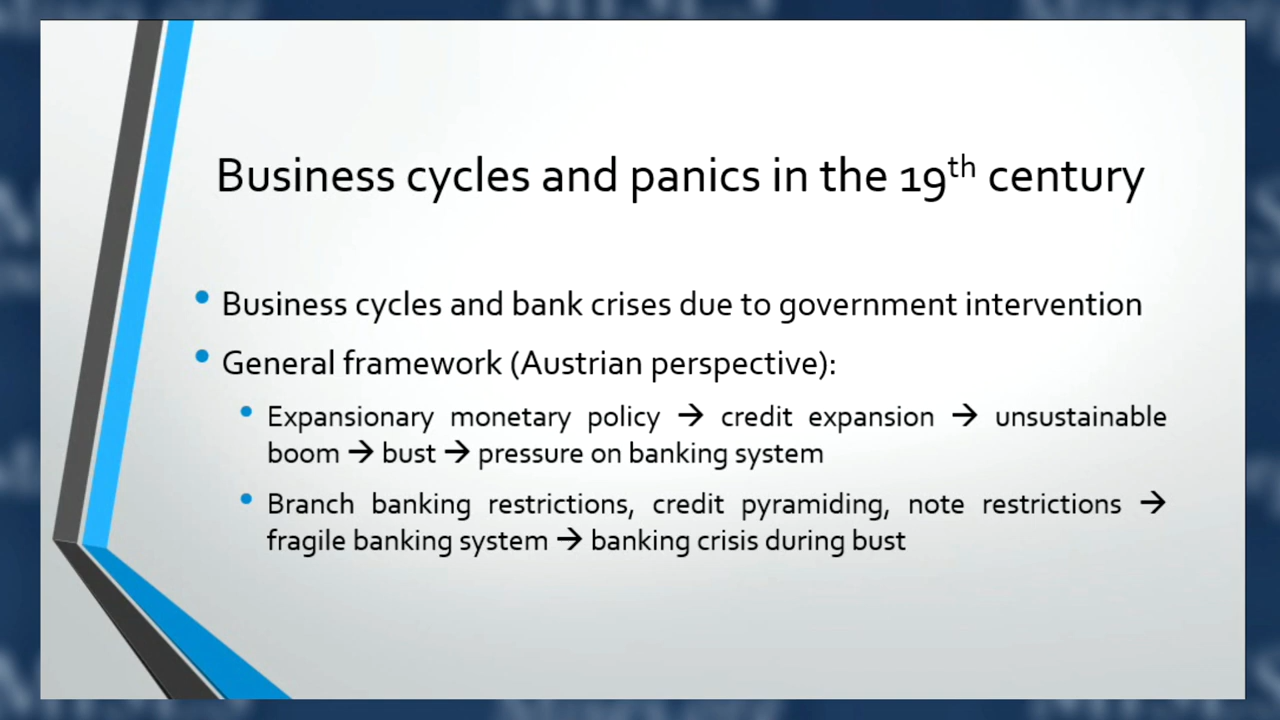 Business cycles and panics in the 19th century
• Business cycles and bank crises due to government intervention
• General framework (Austrian perspective):
• Expansionary monetary policy → credit expansion → unsustainable
boom → bust → pressure on banking system
• Branch banking restrictions, credit pyramiding, note restrictions →
fragile banking system → banking crisis during bust